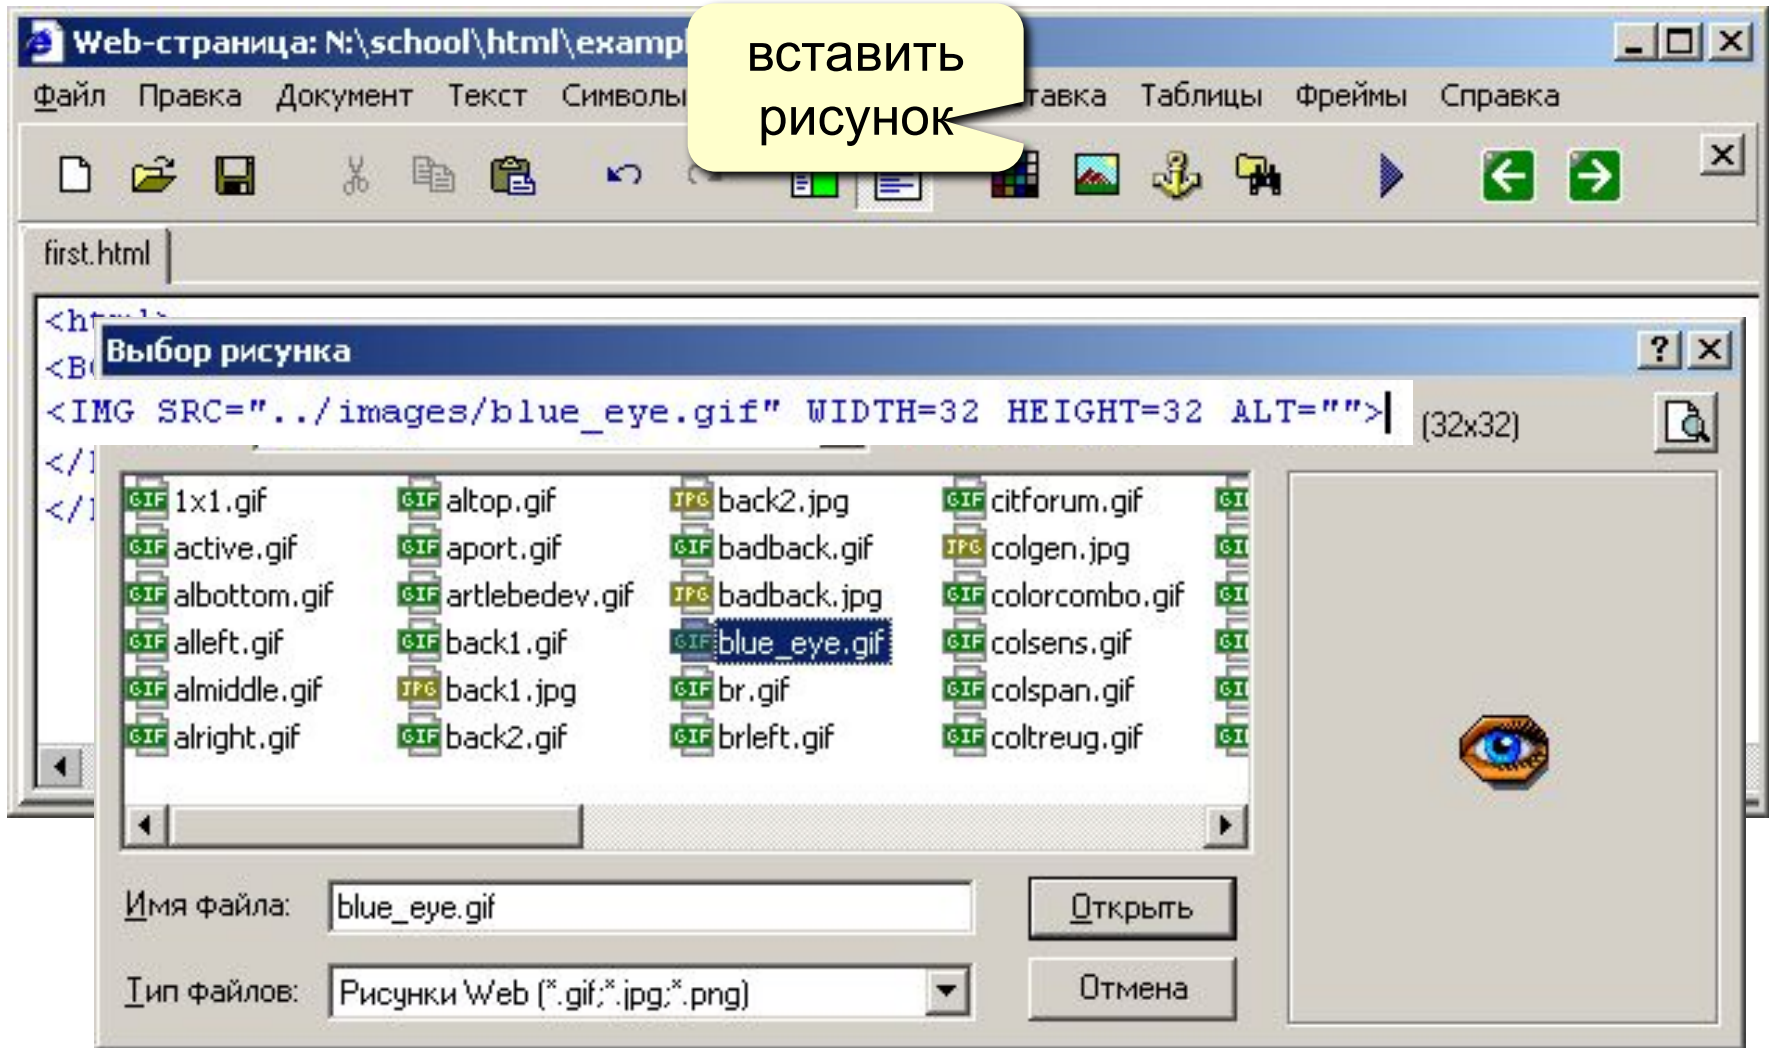 Web-страница: N:\school\html\exampl
вставить
рисунок
Файл Правка Документ Текст Символы тавка Таблицы Фреймы Справка
first.html
<html>
Выбор рисунка
<IMG SRC="../images/blue_eye.gif" WIDTH=32 HEIGHT=32 ALT="">
(32x32)
1x1.gif altop.gif back2.jpg citforum.gif
active.gif aport.gif badback.gif colgen.jpg
albottom.gif artlebedev.gif badback.jpg colorcombo.gif
alleft.gif back1.gif blue_eye.gif colsens.gif
almiddle.gif back1.jpg br.gif colspan.gif
alright.gif back2.gif brleft.gif coltreug.gif
Имя файла: blue_eye.gif Открыть
Тип файлов: Рисунки Web (*.gif;*.jpg;*.png) Отмена